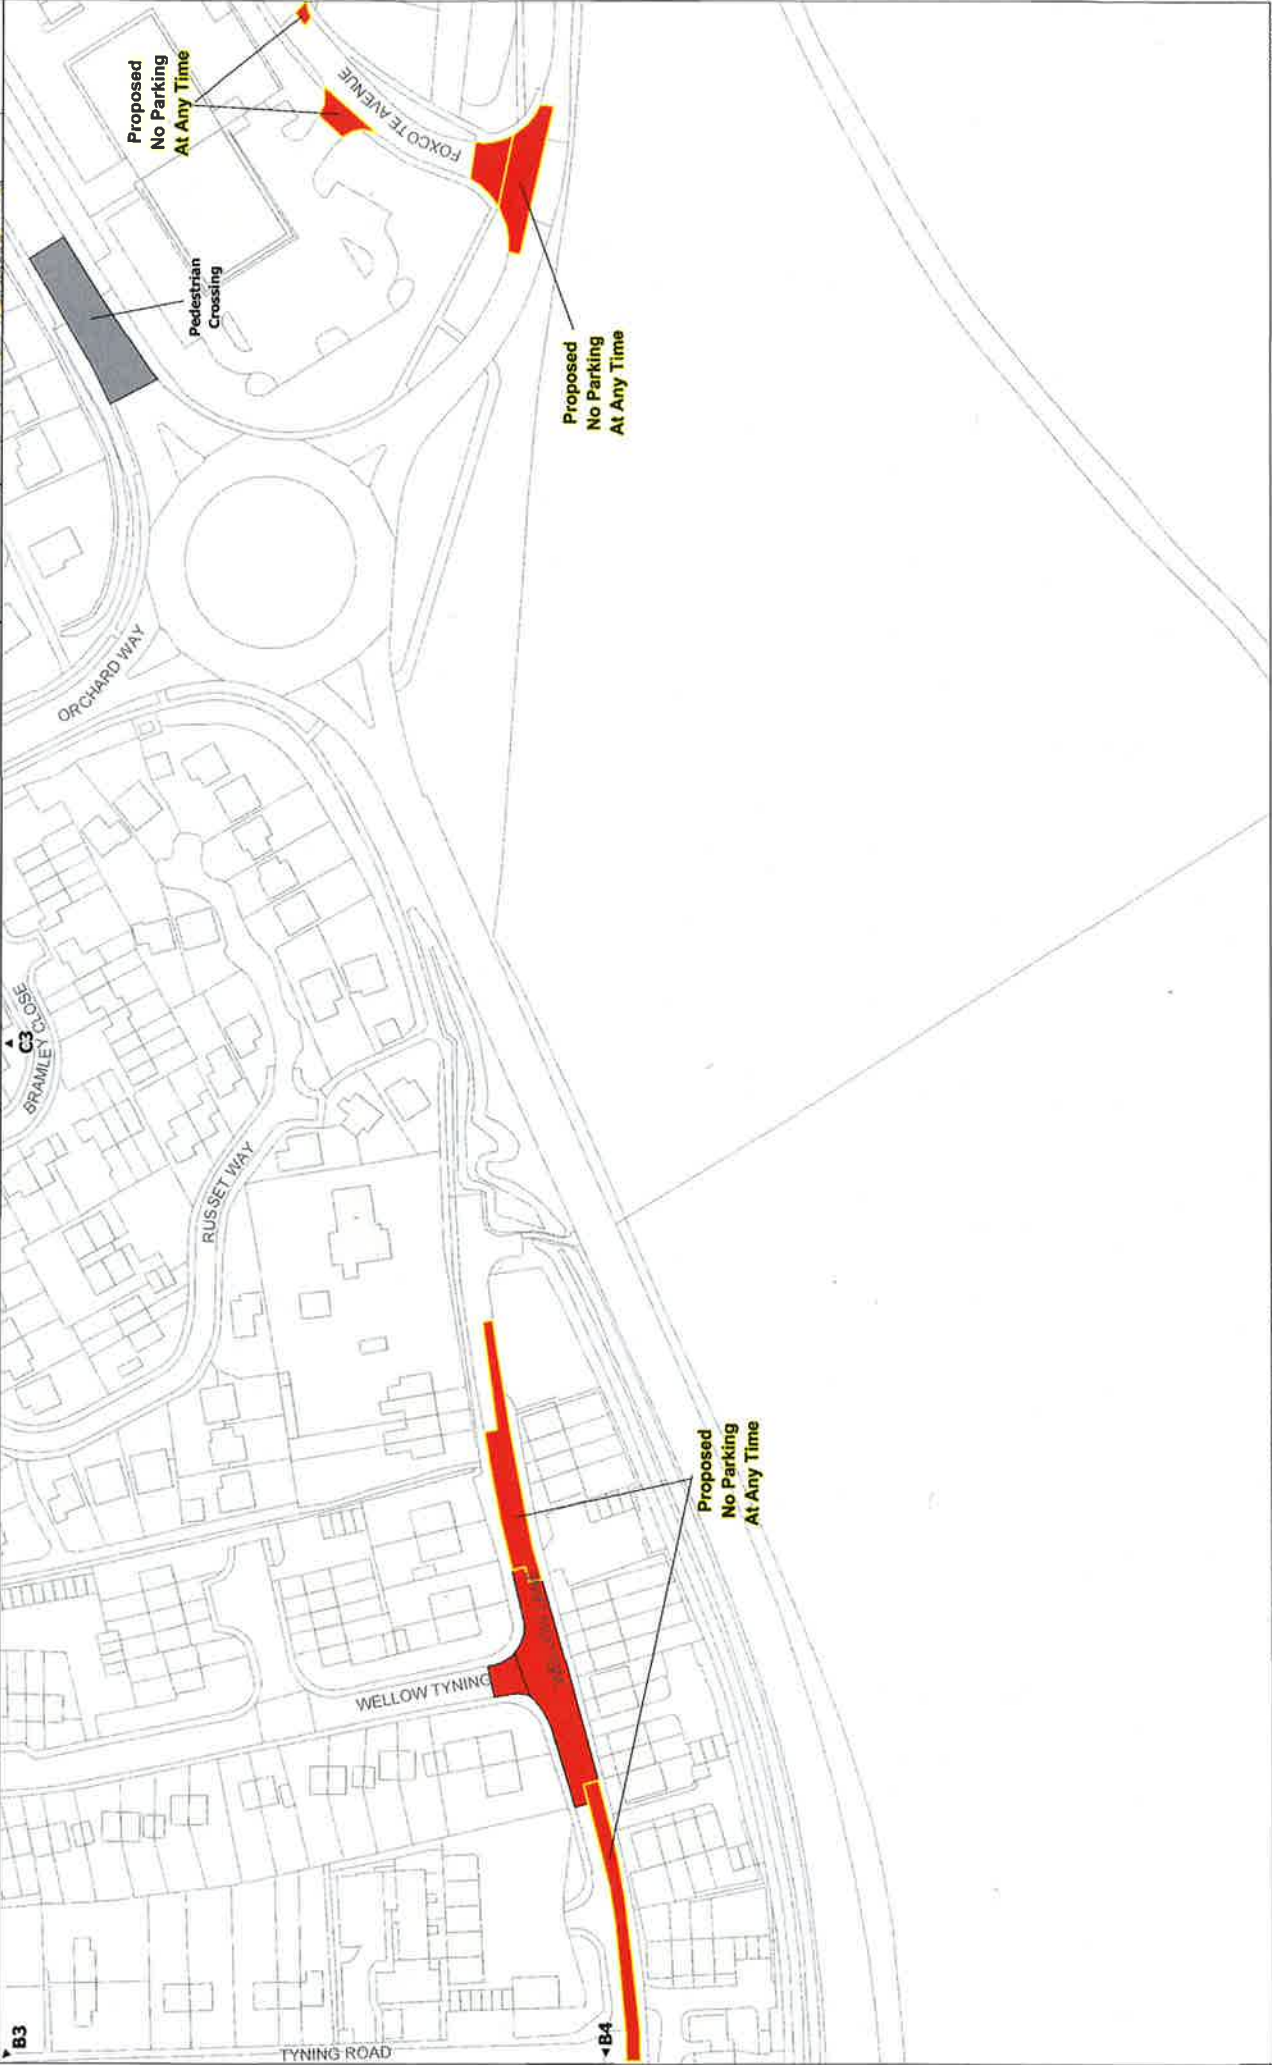 Proposed
No Parking
At Any Time
FOXCOTE AVENUE
Pedestrian
Crossing
Proposed
No Parking
At Any Time
ORCHARD WAY
C3
BRAMLEY CLOSE
RUSSET WAY
Proposed
No Parking
At Any Time
WELLOW TYNING
B3
B4
TYNING ROAD